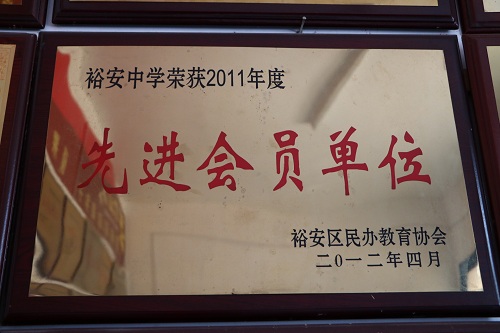 裕安中学荣获2011年度
先进会员单位
裕安区民办教育协会
二0一二年四月